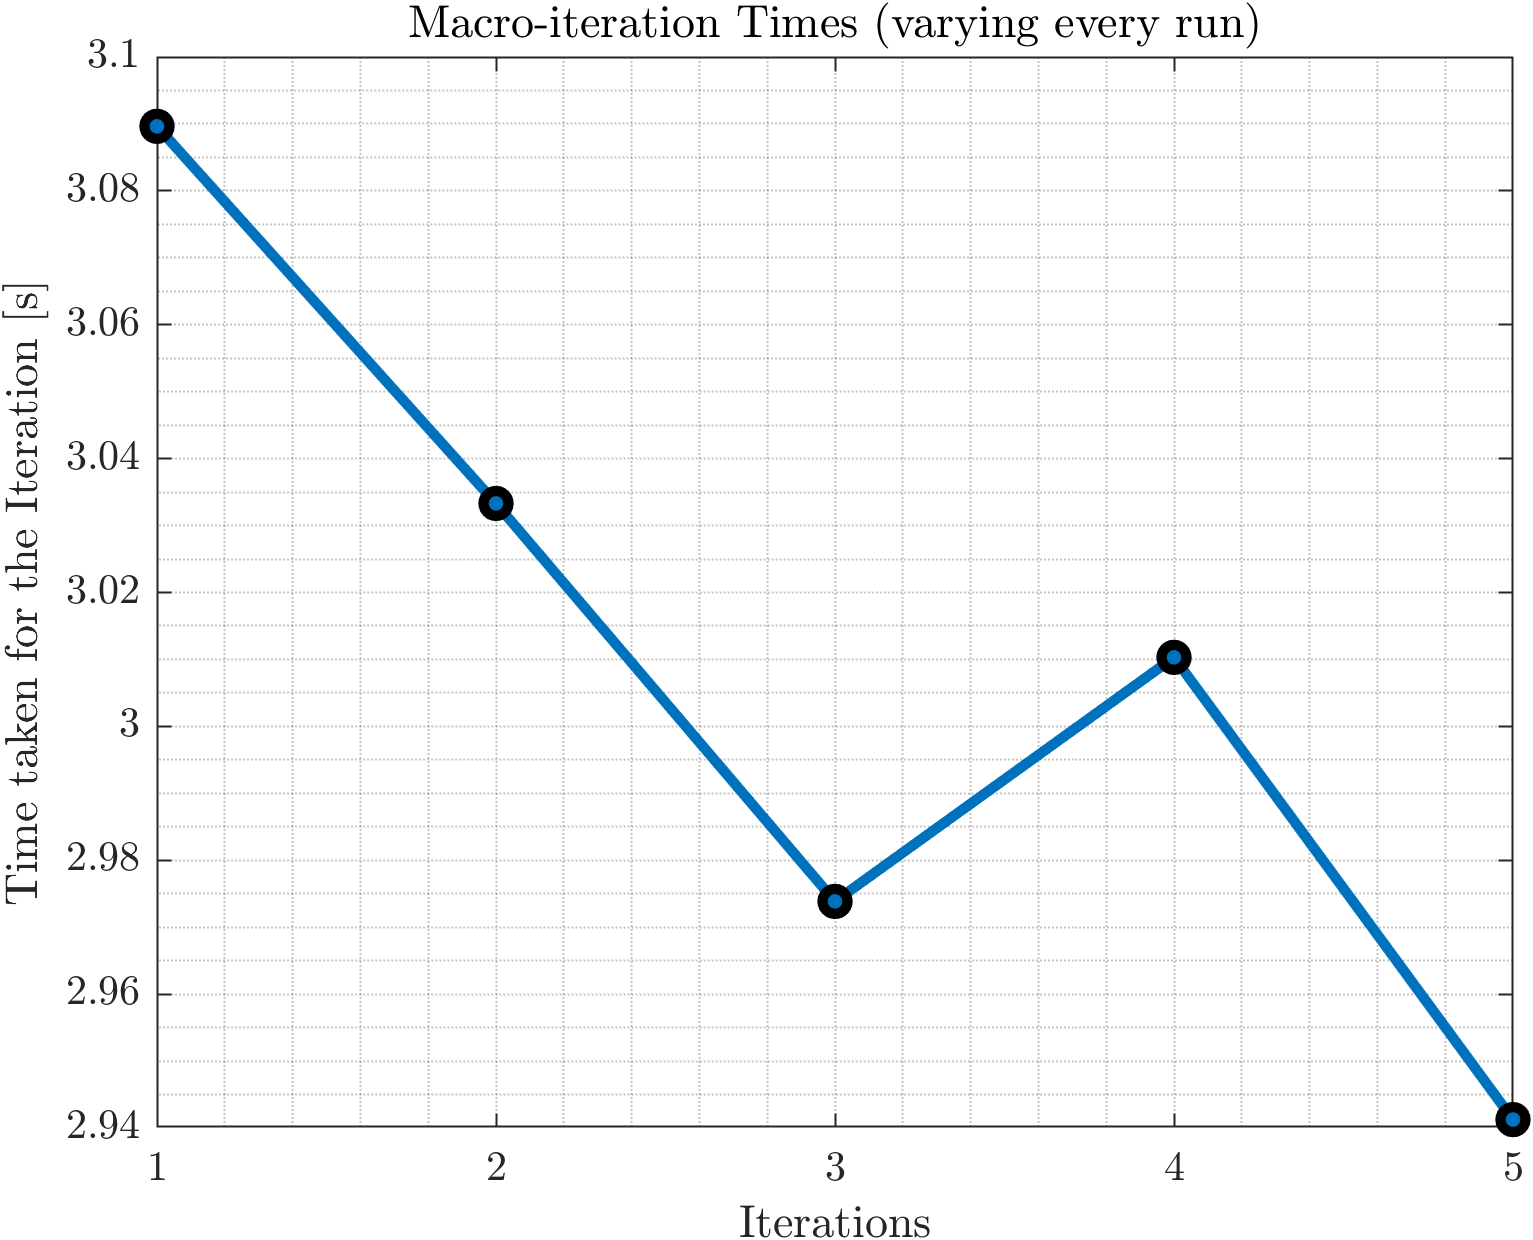 Macro-iteration Times (varying every run)
3.1
3.08
3.06
3.04
3.02
3
2.98
2.96
2.94
Time taken for the Iteration [s]
1 2 3 4 5
Iterations